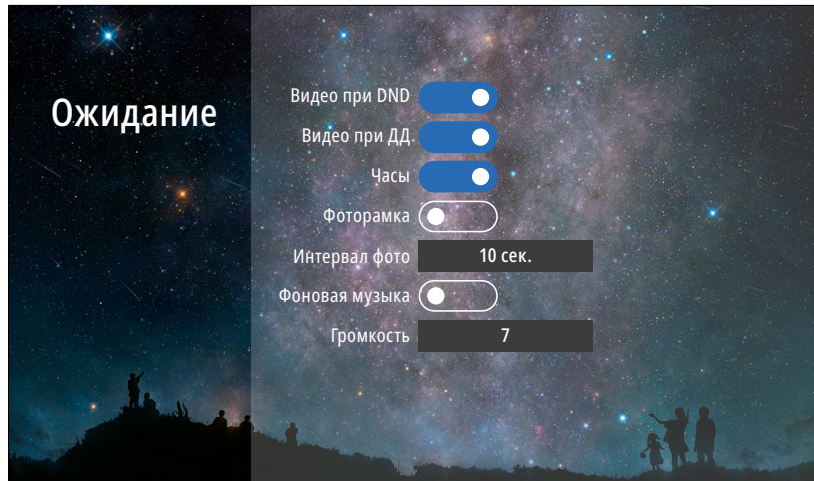 Ожидание
Видео при DND
Видео при ДД.
Часы
Фоторамка
Интервал фото 10 сек.
Фоновая музыка
Громкость 7